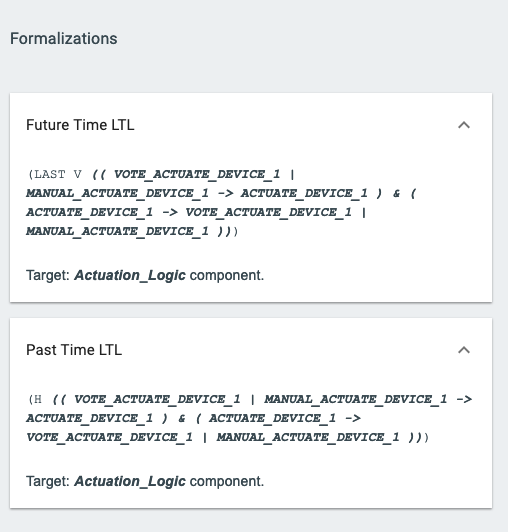 Formalizations
Future Time LTL
(LAST V (( VOTE_ACTUATE_DEVICE_1 |
MANUAL_ACTUATE_DEVICE_1 -> ACTUATE_DEVICE_1 ) & (
ACTUATE_DEVICE_1 -> VOTE_ACTUATE_DEVICE_1 |
MANUAL_ACTUATE_DEVICE_1 )))
Target: Actuation_Logic component.
Past Time LTL
(H (( VOTE_ACTUATE_DEVICE_1 | MANUAL_ACTUATE_DEVICE_1 ->
ACTUATE_DEVICE_1 ) & ( ACTUATE_DEVICE_1 ->
VOTE_ACTUATE_DEVICE_1 | MANUAL_ACTUATE_DEVICE_1 )))
Target: Actuation_Logic component.